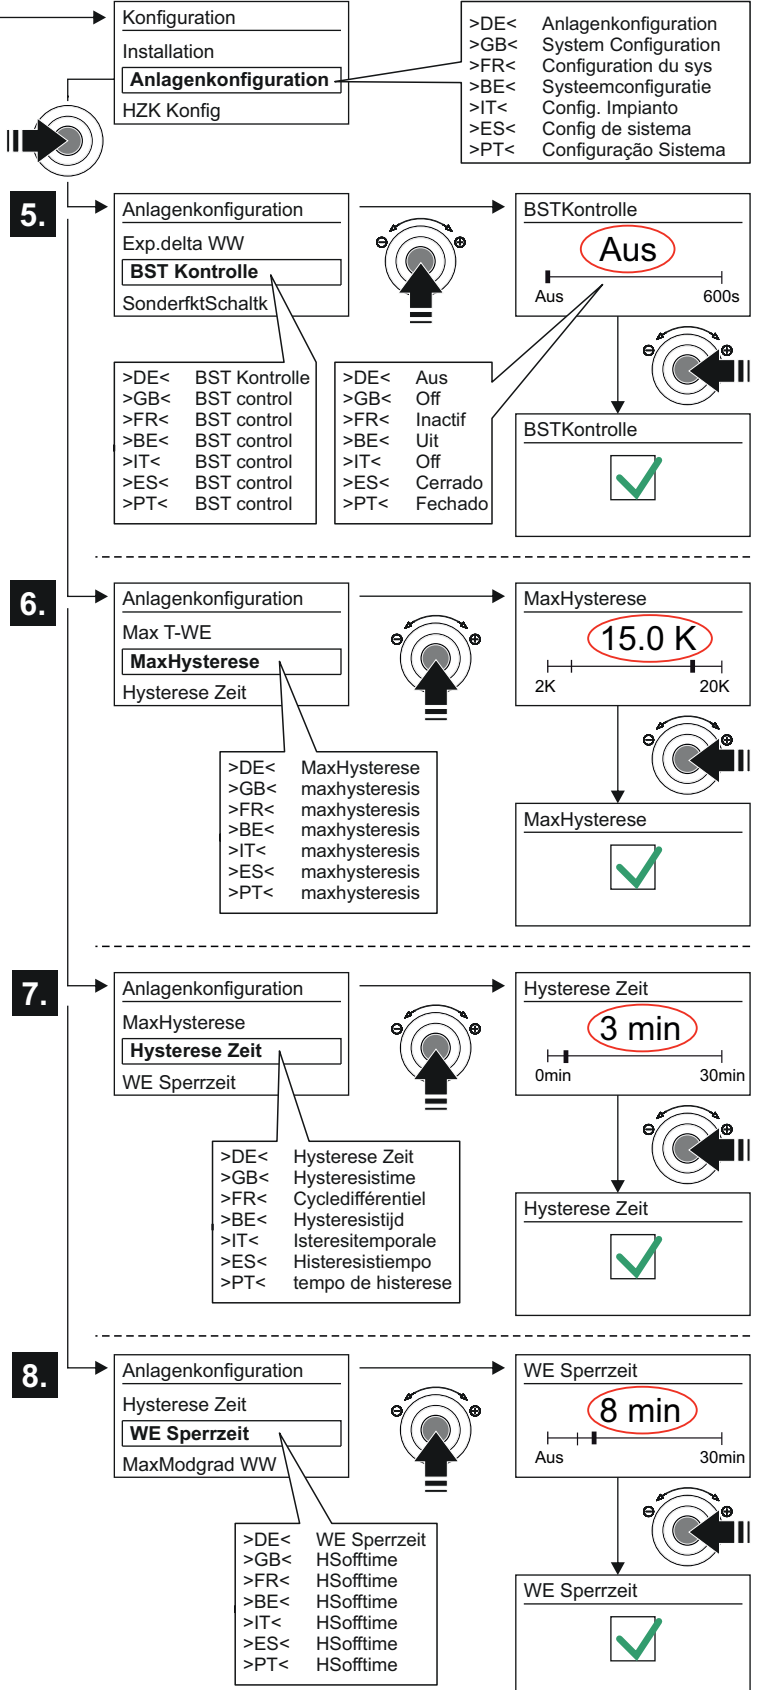 Konfiguration
Installation
Anlagenkonfiguration
HZK Konfig
>DE< Anlagenkonfiguration
>GB< System Configuration
>FR< Configuration du sys
>BE< Systeemconfiguratie
>IT< Config. Impianto
>ES< Config de sistema
>PT< Configuração Sistema
5.
Anlagenkonfiguration
Exp.delta WW
BST Kontrolle
SonderfktSchaltk
BSTKontrolle
Aus
Aus 600s
>DE< BST Kontrolle
>GB< BST control
>FR< BST control
>BE< BST control
>IT< BST control
>ES< BST control
>PT< BST control
>DE< Aus
>GB< Off
>FR< Inactif
>BE< Uit
>IT< Off
>ES< Cerrado
>PT< Fechado
BSTKontrolle
6.
Anlagenkonfiguration
Max T-WE
MaxHysterese
Hysterese Zeit
MaxHysterese
15.0 K
2K 20K
>DE< MaxHysterese
>GB< maxhysteresis
>FR< maxhysteresis
>BE< maxhysteresis
>IT< maxhysteresis
>ES< maxhysteresis
>PT< maxhysteresis
MaxHysterese
7.
Anlagenkonfiguration
MaxHysterese
Hysterese Zeit
WE Sperrzeit
Hysterese Zeit
3 min
0min 30min
>DE< Hysterese Zeit
>GB< Hysteresistime
>FR< Cycledifférentiel
>BE< Hysteresistijd
>IT< Isteresitemporale
>ES< Histeresistiempo
>PT< tempo de histerese
Hysterese Zeit
8.
Anlagenkonfiguration
Hysterese Zeit
WE Sperrzeit
MaxModgrad WW
WE Sperrzeit
8 min
Aus 30min
>DE< WE Sperrzeit
>GB< HSofftime
>FR< HSofftime
>BE< HSofftime
>IT< HSofftime
>ES< HSofftime
>PT< HSofftime
WE Sperrzeit